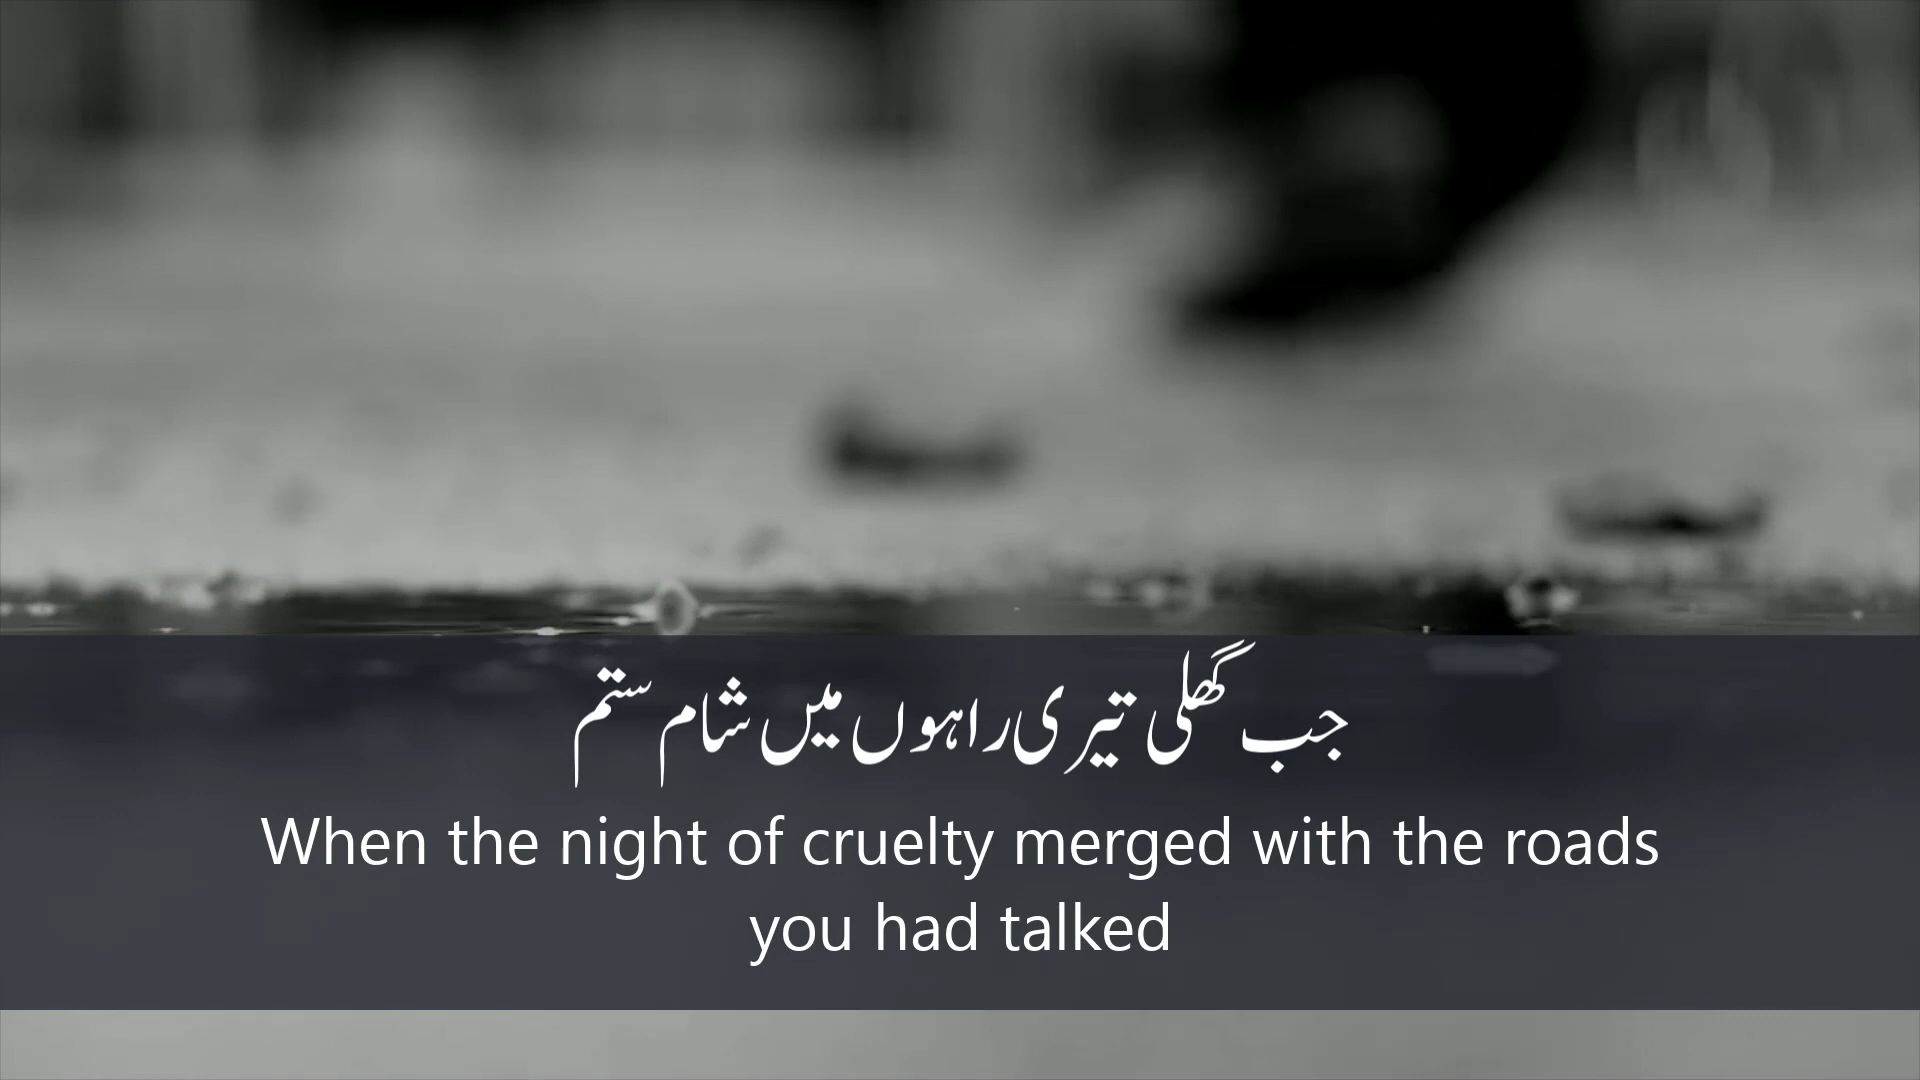 جب گھلی تیری راہوں میں شام ستم
When the night of cruelty merged with the roads
you had talked